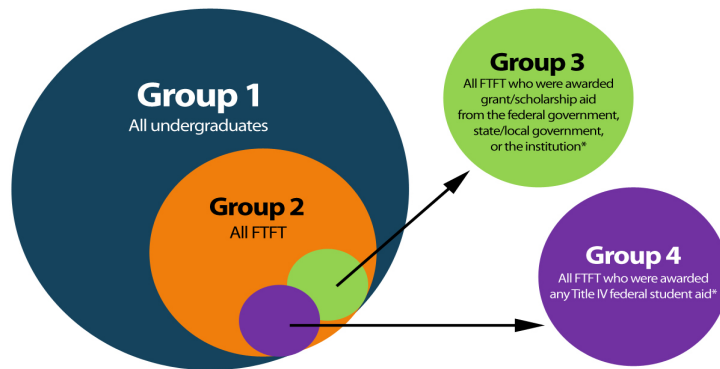 Group 1
All undergraduates
Group 2
All FTFT
Group 3
All FTFT who were awarded
grant/scholarship aid
from the federal government,
state/local government,
or the institution*
Group 4
All FTFT who were awarded
any Title IV federal student aid*